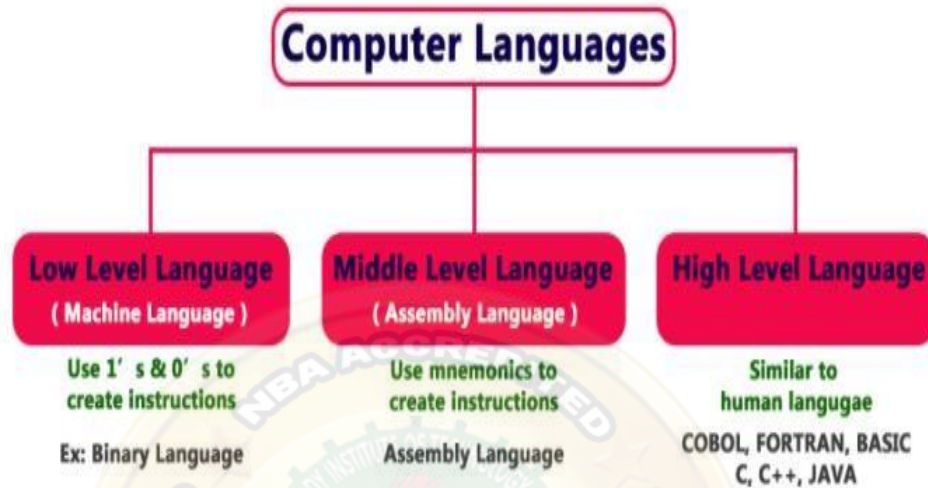 Computer Languages
Low Level Language
( Machine Language )
Use 1' s & 0' s to
create instructions
Ex: Binary Language
Middle Level Language
( Assembly Language )
Use mnemonics to
create instructions
Assembly Language
High Level Language
Similar to
human langugae
COBOL, FORTRAN, BASIC
C, C++, JAVA
NBA ACCREDITED
INSTITUTE OF